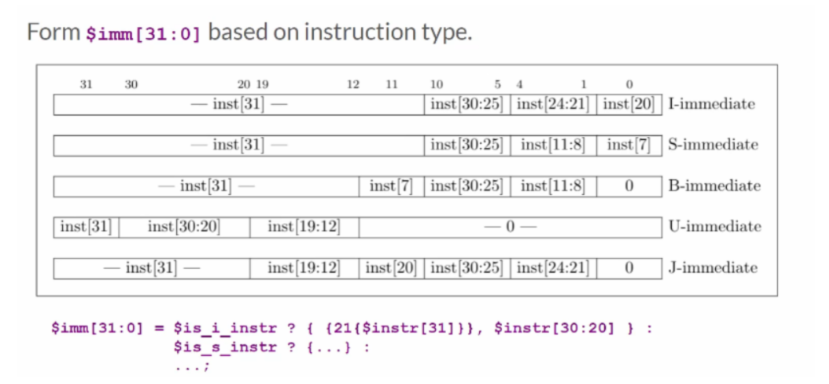 Form $imm[31:0] based on instruction type.
31 30 20 19 12 11 10 5 4 1 0
— inst[31] — inst[30:25] inst[24:21] inst[20] I-immediate
— inst[31] — inst[30:25] inst[11:8] inst[7] S-immediate
— inst[31] — inst[7] inst[30:25] inst[11:8] 0 B-immediate
inst[31] inst[30:20] inst[19:12] — 0 — U-immediate
— inst[31] — inst[19:12] inst[20] inst[30:25] inst[24:21] 0 J-immediate
$imm[31:0] = $is_i_instr ? { {21{$instr[31]}}, $instr[30:20] } :
$is_s_instr ? {...} :
...;